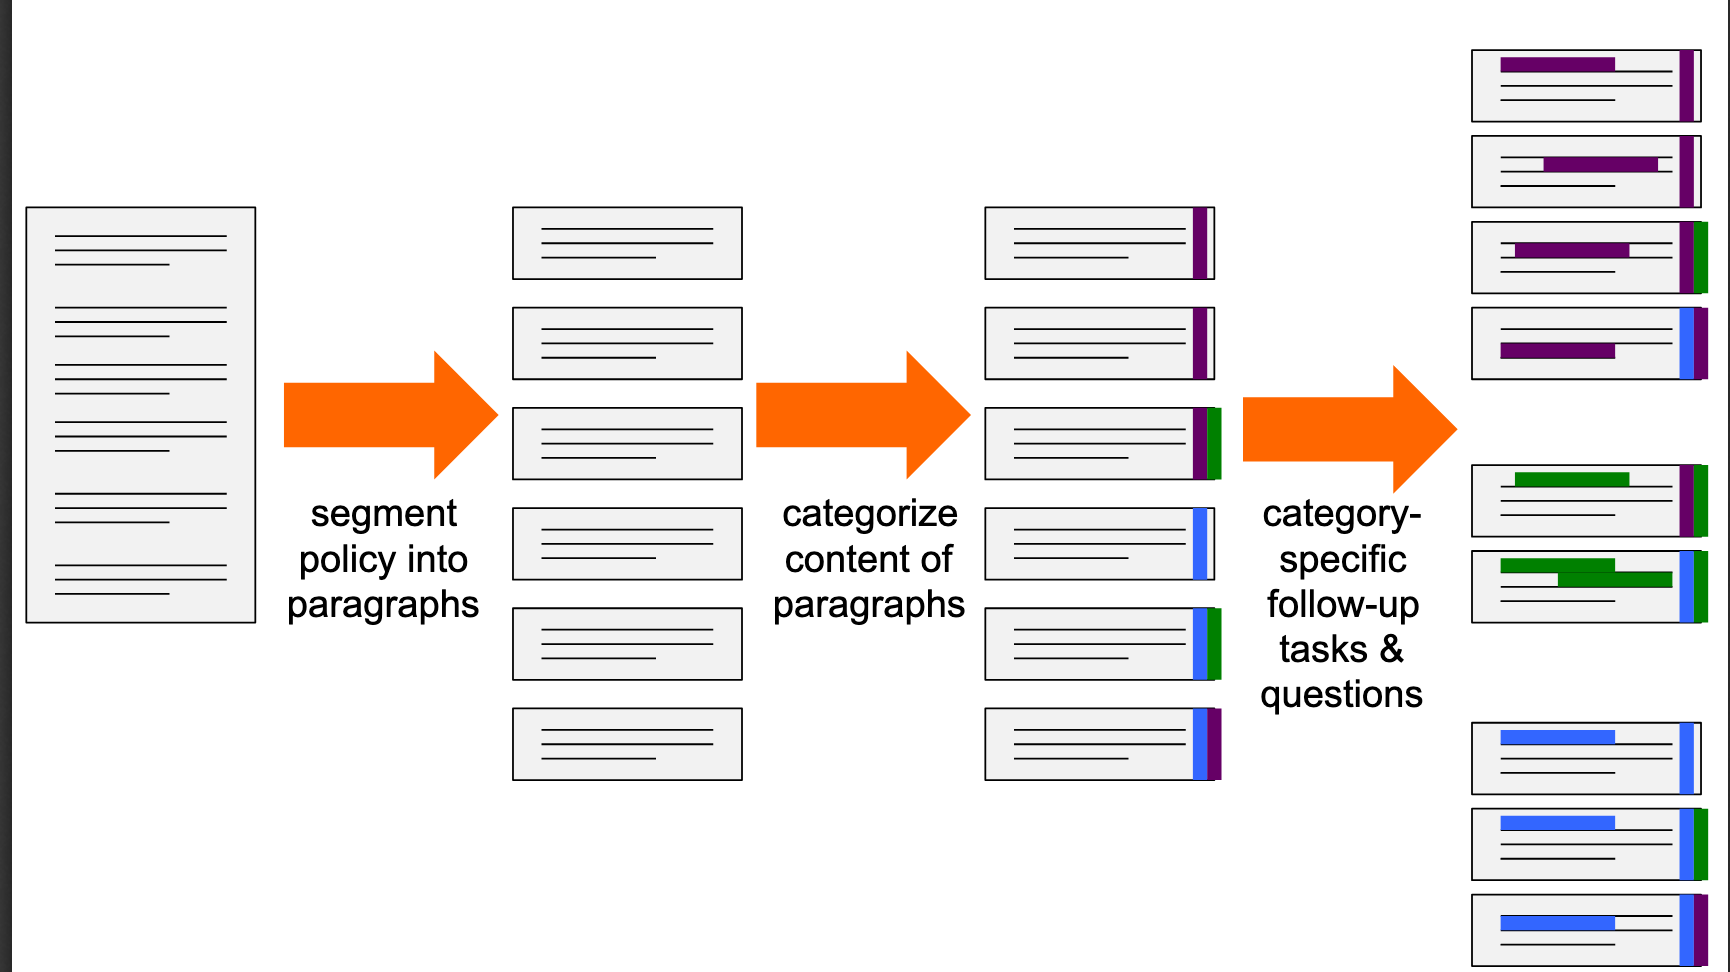 segment
policy into
paragraphs
categorize
content of
paragraphs
category-
specific
follow-up
tasks &
questions